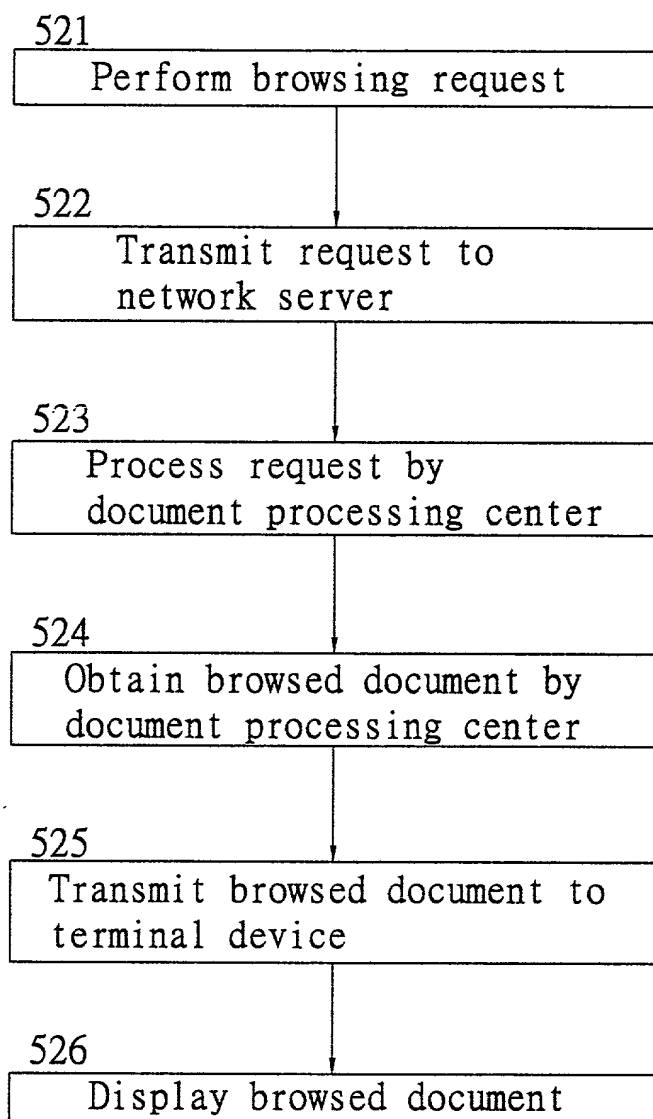 521
Perform browsing request
522
Transmit request to
network server
523
Process request by
document processing center
524
Obtain browsed document by
document processing center
525
Transmit browsed document to
terminal device
526
Display browsed document